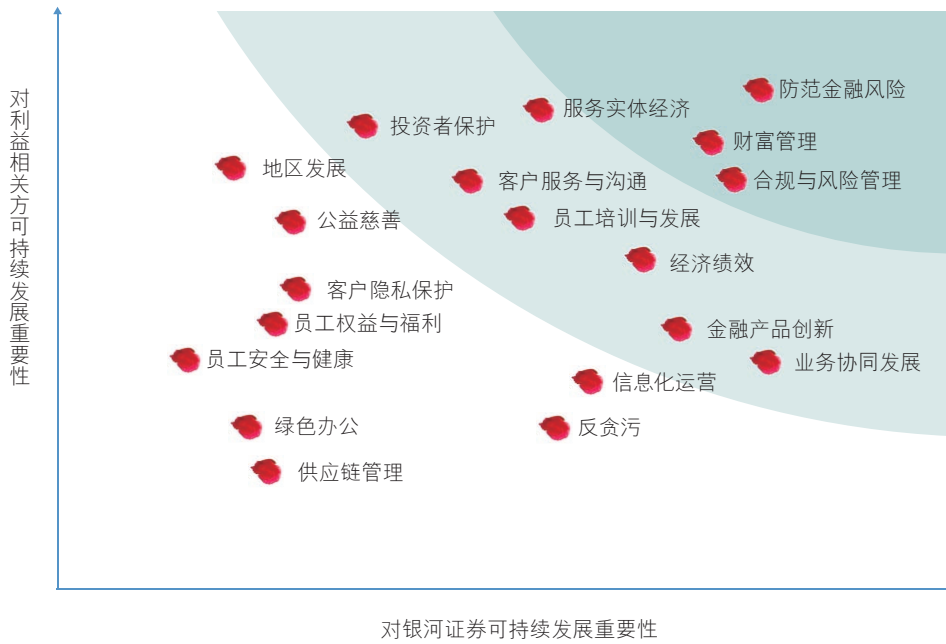 对利益相关方可持续发展重要性
防范金融风险
服务实体经济
投资者保护
财富管理
地区发展
客户服务与沟通
合规与风险管理
公益慈善
员工培训与发展
经济绩效
客户隐私保护
员工权益与福利
金融产品创新
员工安全与健康
业务协同发展
信息化运营
绿色办公
反贪污
供应链管理
对银河证券可持续发展重要性